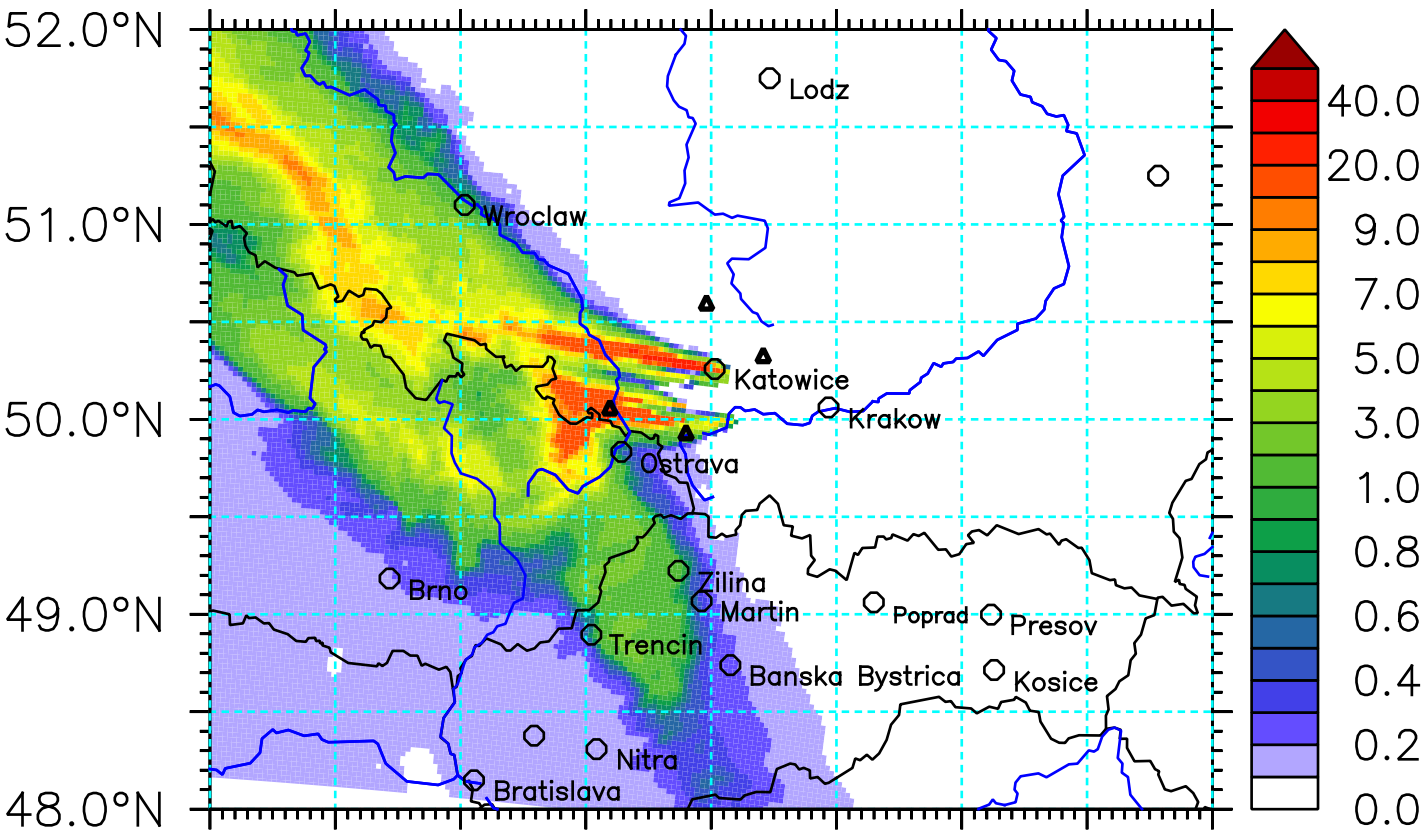 52.0°N
51.0°N
50.0°N
49.0°N
48.0°N
Lodz
Wroclaw
Katowice
Krakow
Ostrava
Zilina
Brno
Martin
Poprad
Presov
Trencin
Banska Bystrica
Kosice
Nitra
Bratislava
40.0
20.0
9.0
7.0
5.0
3.0
1.0
0.8
0.6
0.4
0.2
0.0